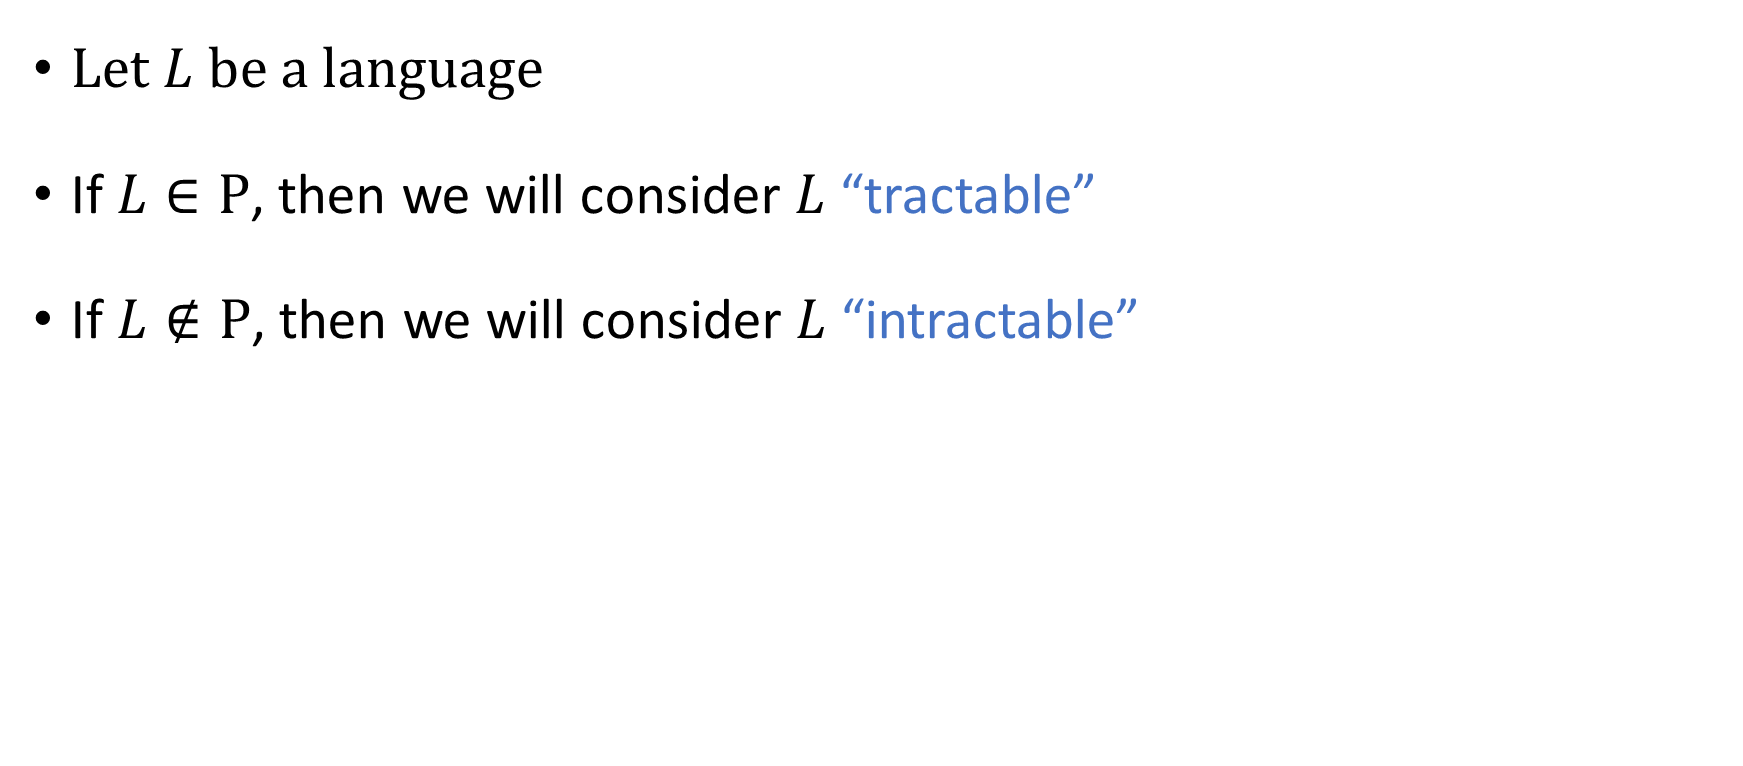 • Let 𝐿 be a language
• If 𝐿 ∈ P, then we will consider 𝐿 “tractable”
• If 𝐿 ∉ P, then we will consider 𝐿 “intractable”